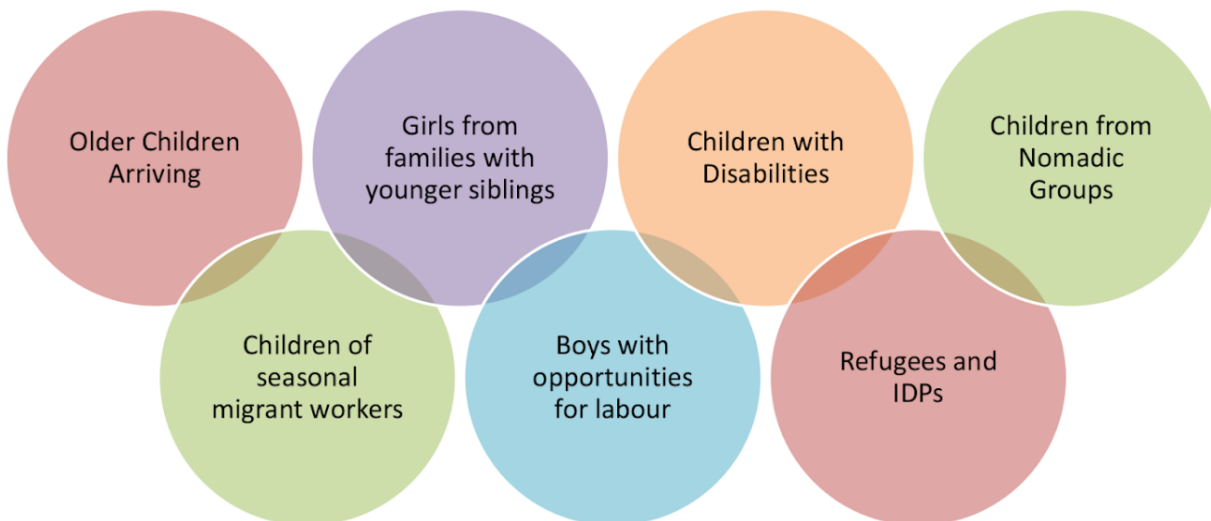 Older Children
Arriving
Girls from
families with
younger siblings
Children with
Disabilities
Children from
Nomadic
Groups
Children of
seasonal
migrant workers
Boys with
opportunities
for labour
Refugees and
IDPs